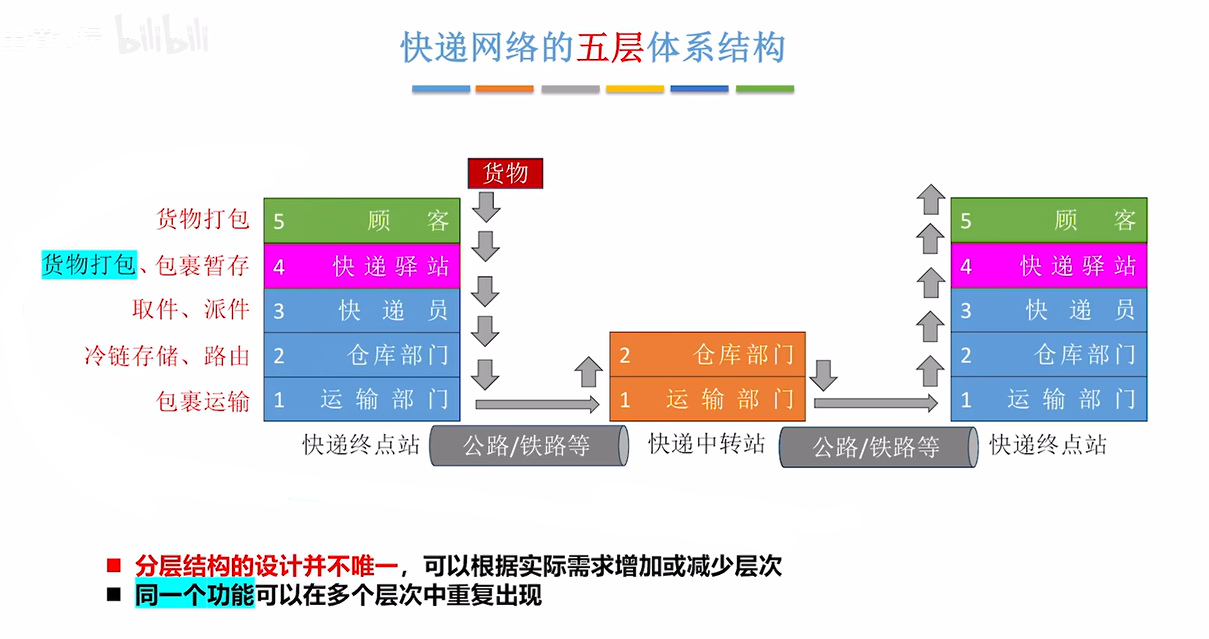 bilibili
快递网络的五层体系结构
货物
货物打包 5 顾客 5 顾客
货物打包、包裹暂存 4 快递驿站 4 快递驿站
取件、派件 3 快递员 3 快递员
冷链存储、路由 2 仓库部门 2 仓库部门 2 仓库部门
包裹运输 1 运输部门 1 运输部门 1 运输部门
快递终点站 公路/铁路等 快递中转站 公路/铁路等 快递终点站
分层结构的设计并不唯一，可以根据实际需求增加或减少层次
同一个功能可以在多个层次中重复出现